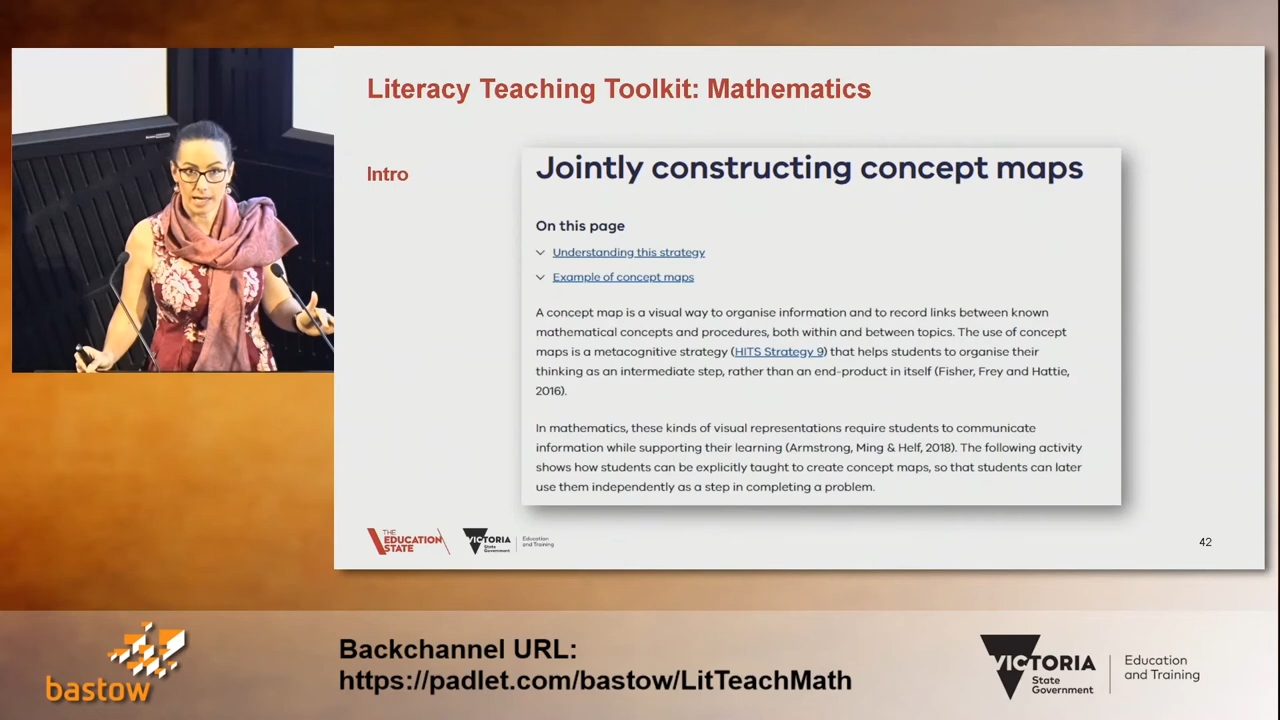 Literacy Teaching Toolkit: Mathematics
Intro
Jointly constructing concept maps
On this page
Understanding this strategy
Example of concept maps
A concept map is a visual way to organise information and to record links between known
mathematical concepts and procedures, both within and between topics. The use of concept
maps is a metacognitive strategy (HITS Strategy 9) that helps students to organise their
thinking as an intermediate step, rather than an end-product in itself (Fisher, Frey and Hattie,
2016).
In mathematics, these kinds of visual representations require students to communicate
information while supporting their learning (Armstrong, Ming & Helf, 2018). The following activity
shows how students can be explicitly taught to create concept maps, so that students can later
use them independently as a step in completing a problem.
THE
EDUCATION
STATE
VICTORIA
State
Government
Education
and Training
42
bastow
Backchannel URL:
https://padlet.com/bastow/LitTeachMath
VICTORIA
State
Government
Education
and Training